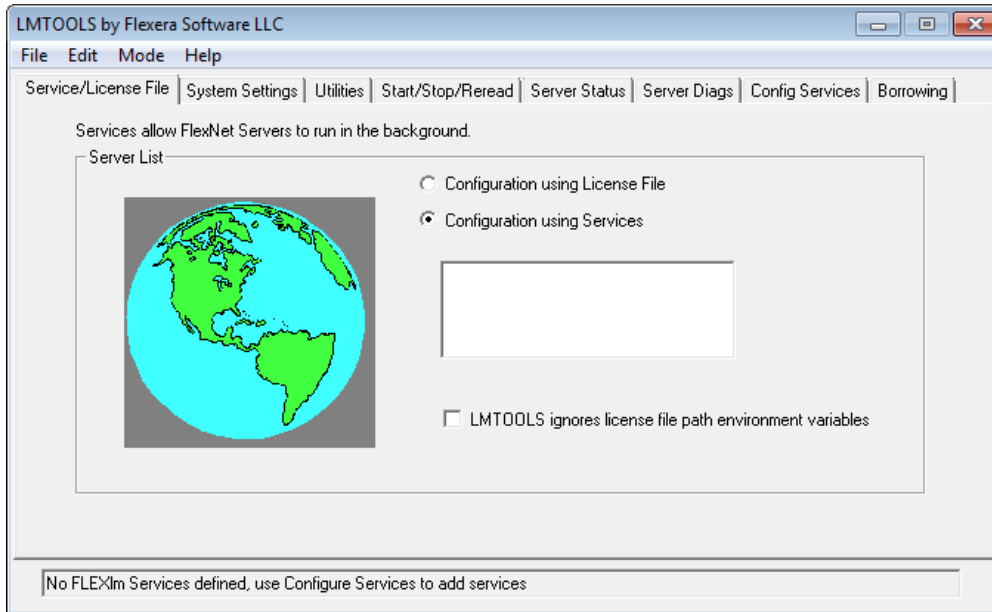 LMTOOLS by Flexera Software LLC
File Edit Mode Help
Service/License File System Settings Utilities Start/Stop/Reread Server Status Server Diags Config Services Borrowing
Services allow FlexNet Servers to run in the background.
Server List
Configuration using License File
Configuration using Services
LMTOOLS ignores license file path environment variables
No FLEXlm Services defined, use Configure Services to add services